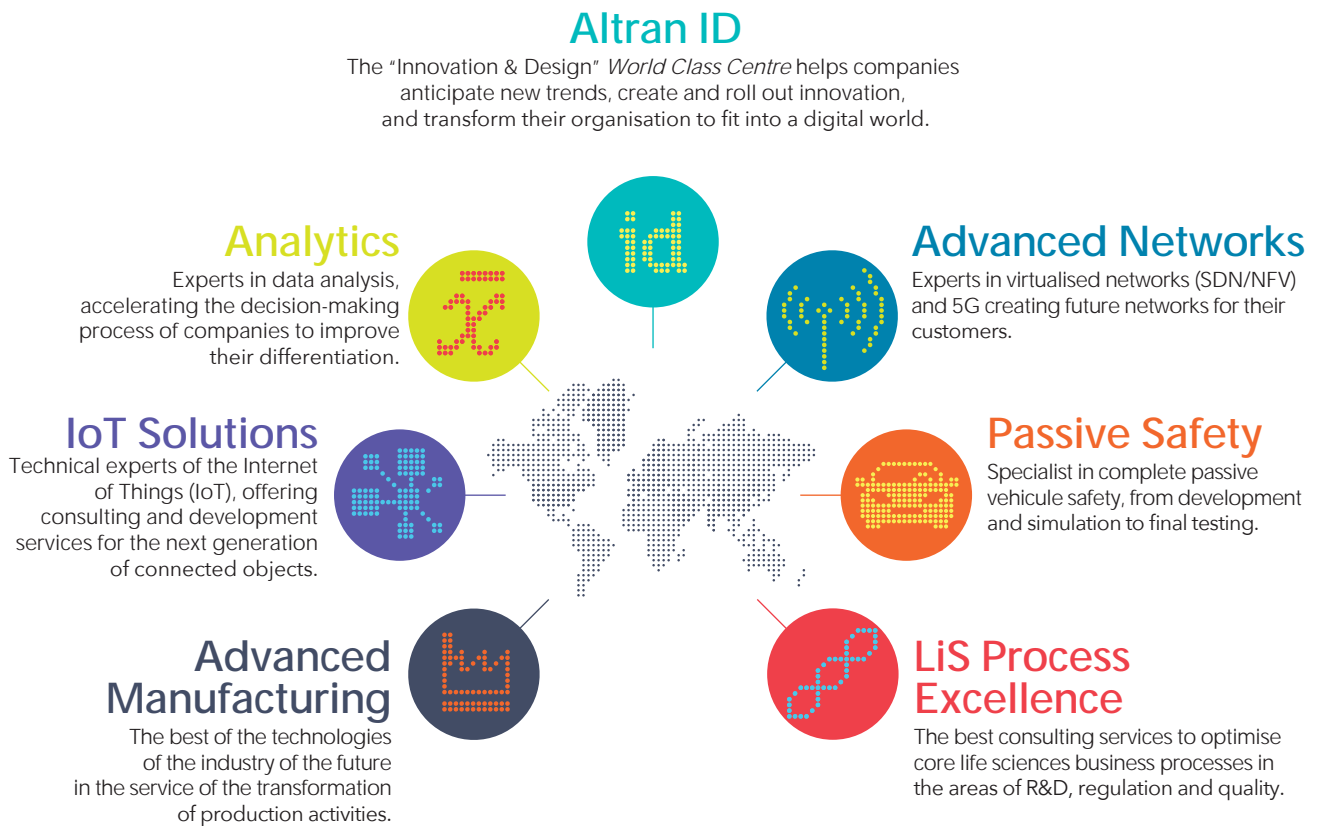 Altran ID
The "Innovation & Design" World Class Centre helps companies
anticipate new trends, create and roll out innovation,
and transform their organisation to fit into a digital world.
id
Analytics
Experts in data analysis,
accelerating the decision-making
process of companies to improve
their differentiation.
x̄
Advanced Networks
Experts in virtualised networks (SDN/NFV)
and 5G creating future networks for their
customers.
IoT Solutions
Technical experts of the Internet
of Things (IoT), offering
consulting and development
services for the next generation
of connected objects.
Passive Safety
Specialist in complete passive
vehicule safety, from development
and simulation to final testing.
Advanced
Manufacturing
The best of the technologies
of the industry of the future
in the service of the transformation
of production activities.
LiS Process
Excellence
The best consulting services to optimise
core life sciences business processes in
the areas of R&D, regulation and quality.